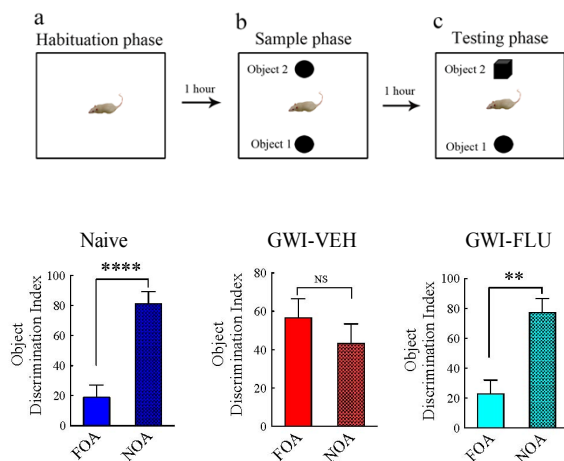 a
Habituation phase
1 hour
b
Sample phase
Object 2
Object 1
1 hour
c
Testing phase
Object 2
Object 1
Naive
****
Object
Discrimination Index
100
80
60
40
20
0
FOA
NOA
GWI-VEH
NS
Object
Discrimination Index
80
60
40
20
0
FOA
NOA
GWI-FLU
**
Object
Discrimination Index
100
80
60
40
20
0
FOA
NOA